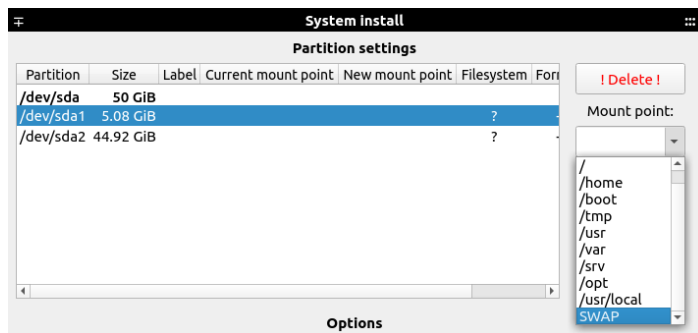 System install
Partition settings
Partition Size Label Current mount point New mount point Filesystem
/dev/sda 50 GiB
/dev/sda1 5.08 GiB ?
/dev/sda2 44.92 GiB ?
! Delete !
Mount point:
/
/home
/boot
/tmp
/usr
/var
/srv
/opt
/usr/local
SWAP
Options